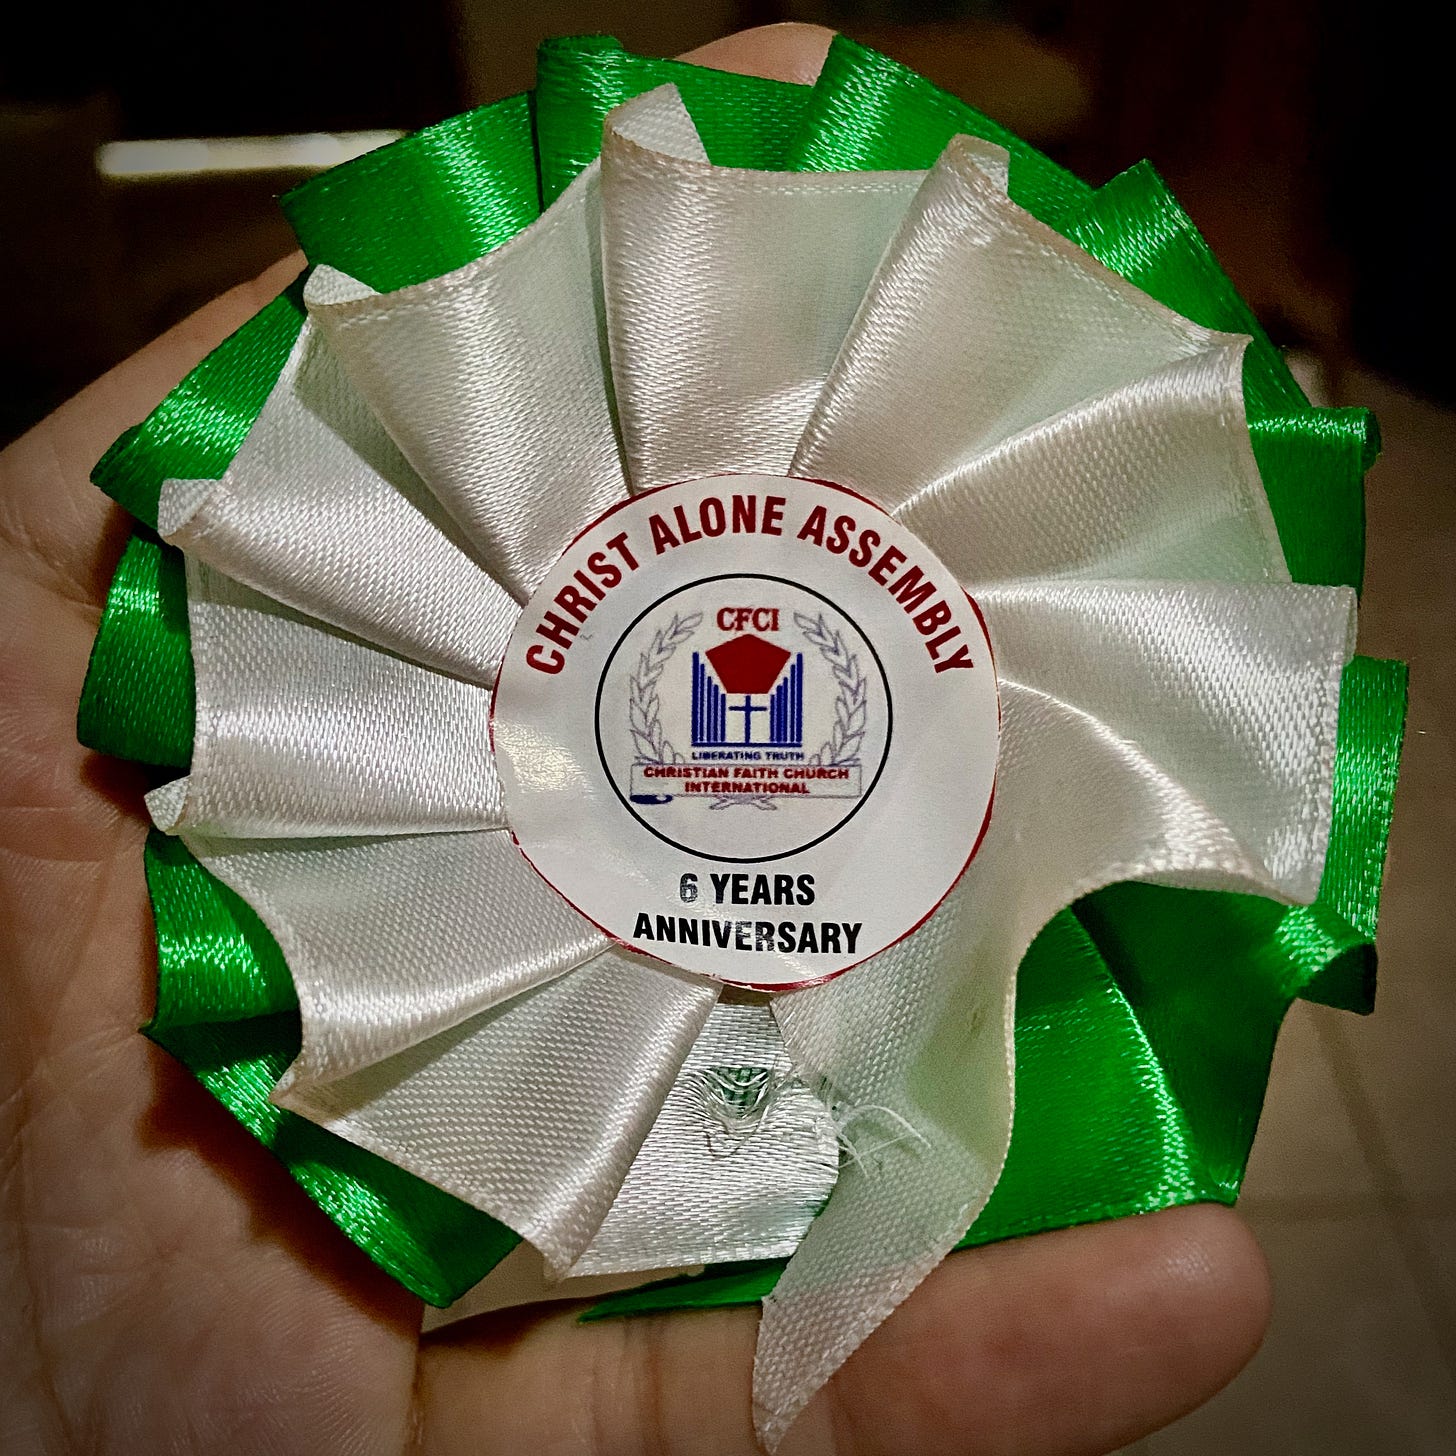 CHRIST ALONE ASSEMBLY
CFCI
LIBERATING TRUTH
CHRISTIAN FAITH CHURCH
INTERNATIONAL
6 YEARS
ANNIVERSARY